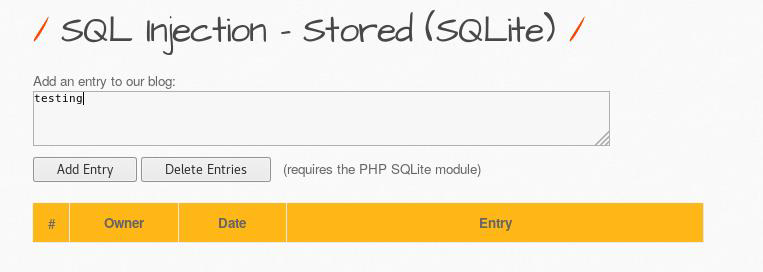 / SQL Injection - Stored (SQLite) /
Add an entry to our blog:
testing
Add Entry Delete Entries (requires the PHP SQLite module)
# Owner Date Entry